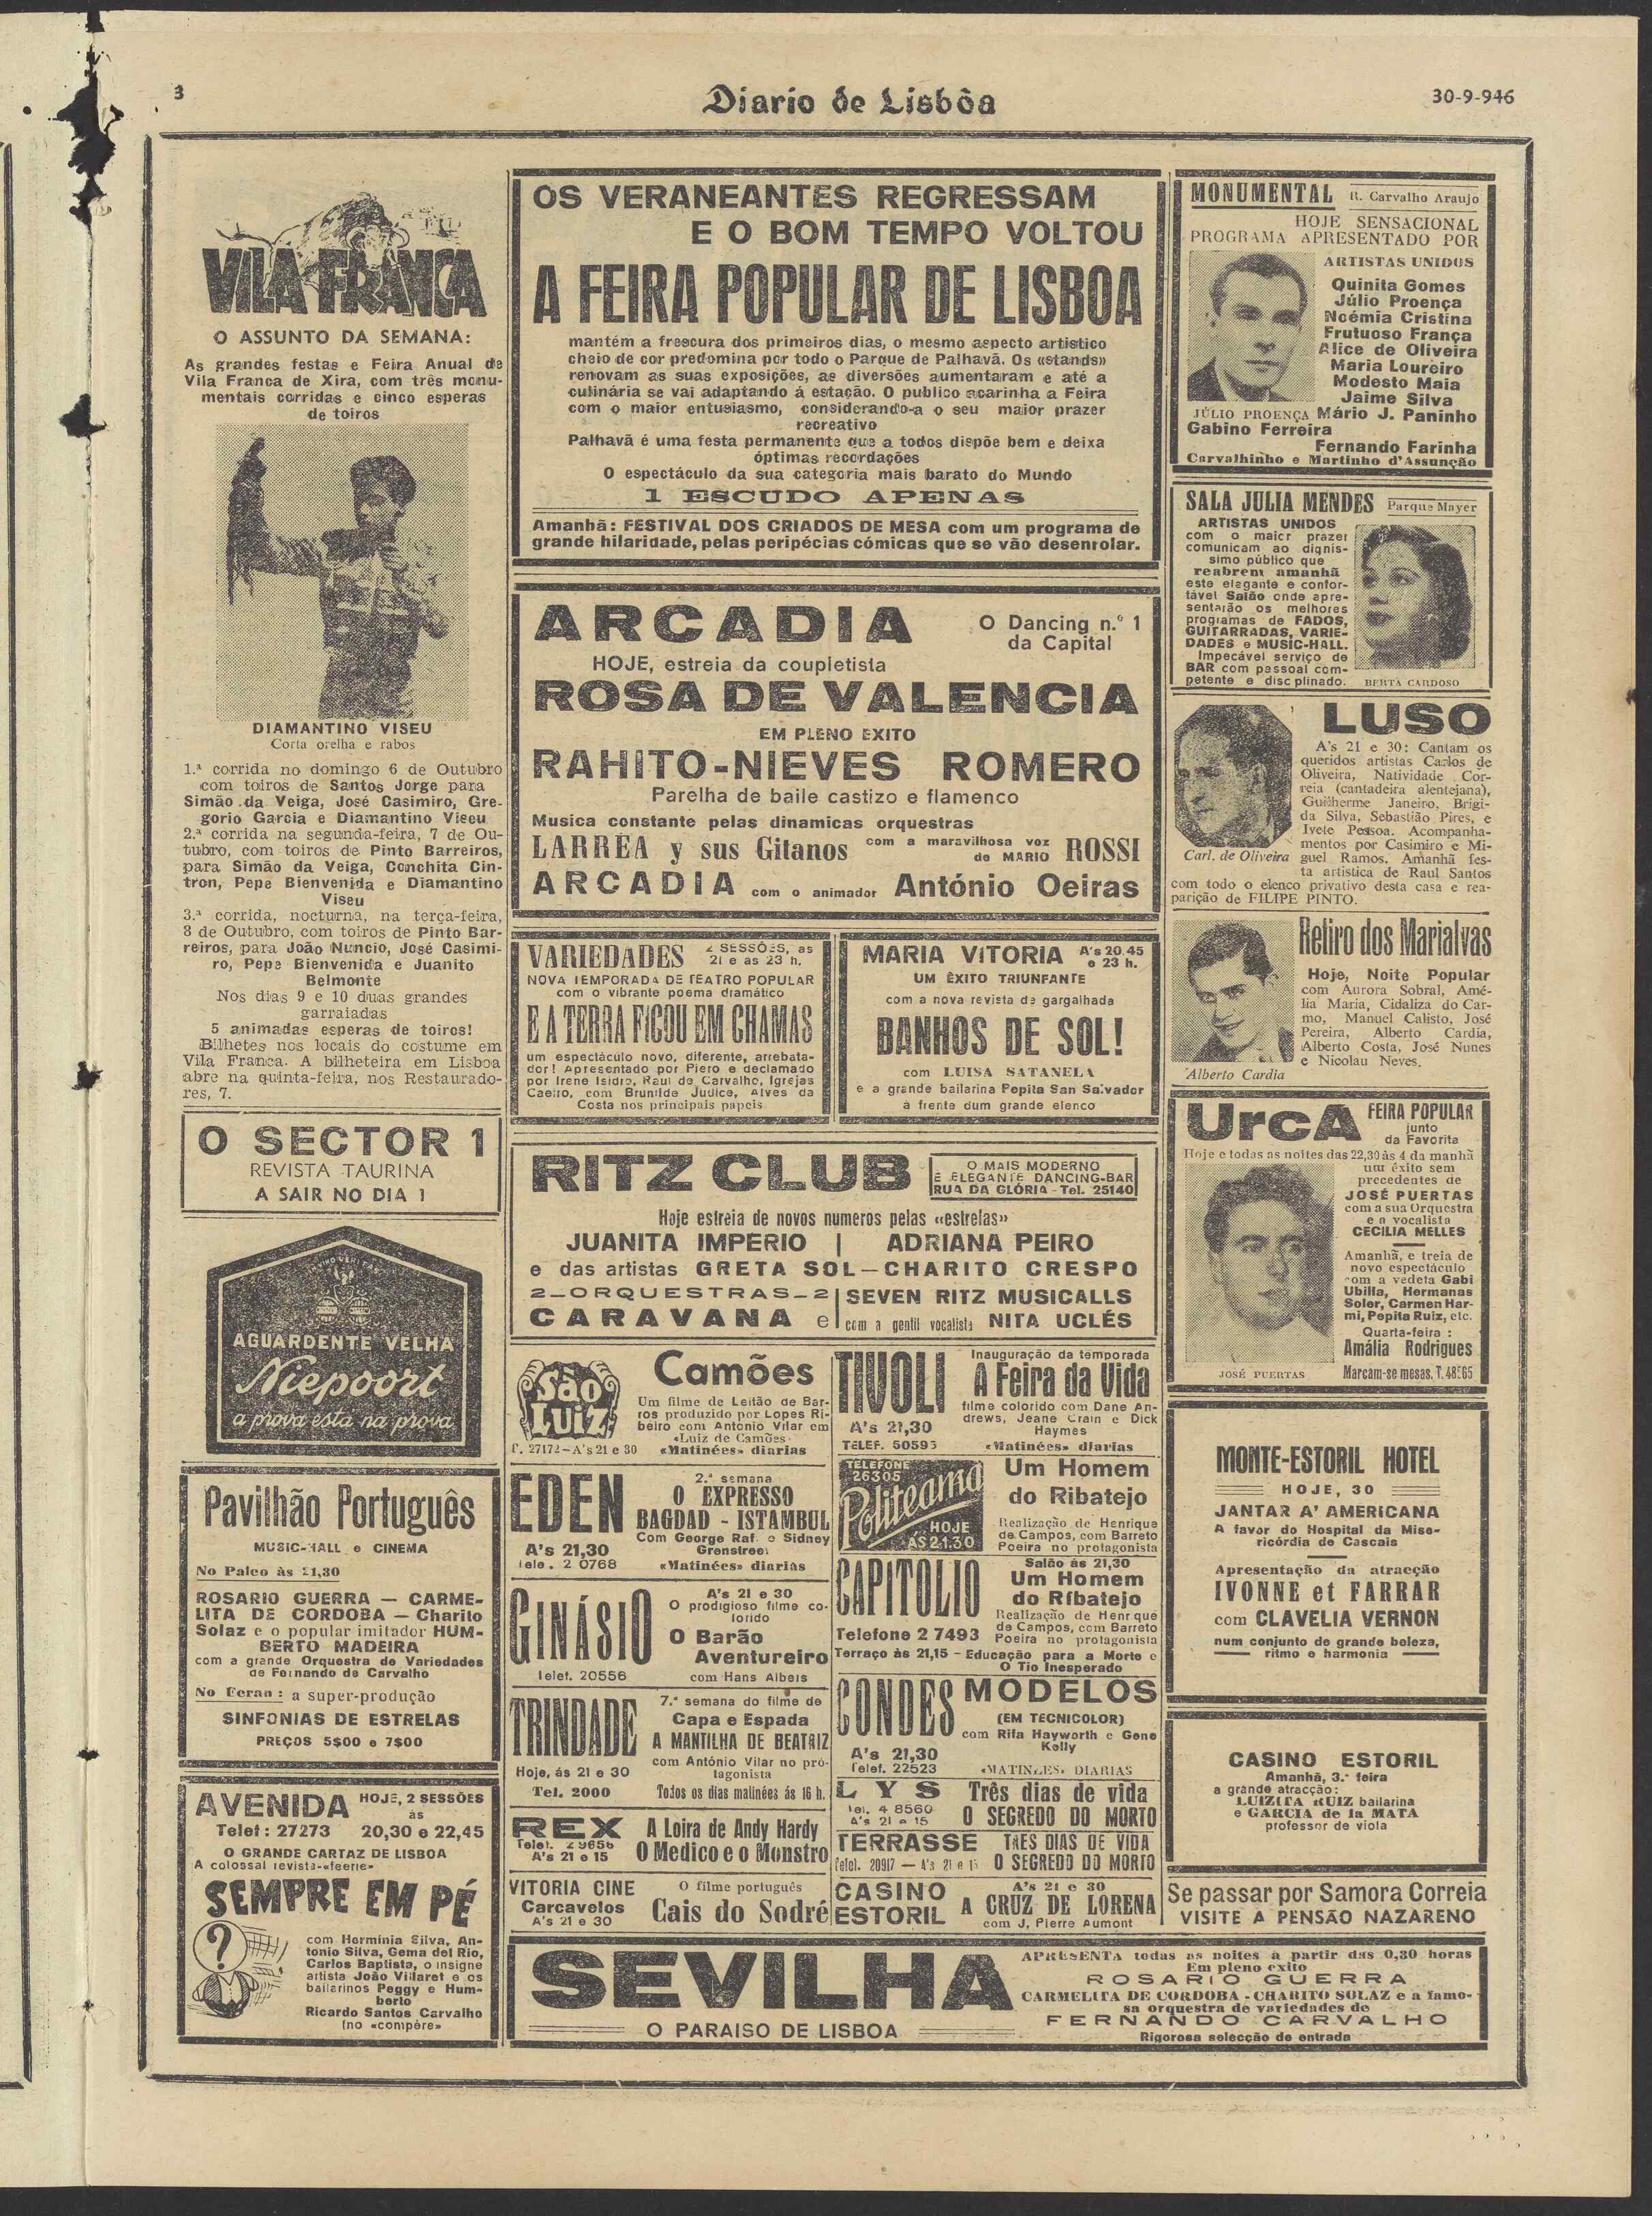 3
Diario de Lisbôa
30-9-946
VILA FRANCA
O ASSUNTO DA SEMANA:
As grandes festas e Feira Anual de
Vila Franca de Xira, com três monu-
mentais corridas e cinco esperas
de toiros
DIAMANTINO VISEU
Corta orelha e rabos
1.ª corrida no domingo 6 de Outubro
com toiros de Santos Jorge para
Simão da Veiga, José Casimiro, Gre-
gorio Garcia e Diamantino Viseu
2.ª corrida na segunda-feira, 7 de Ou-
tubro, com toiros de Pinto Barreiros,
para Simão da Veiga, Conchita Cin-
tron, Pepe Bienvenida e Diamantino
Viseu
3.ª corrida, nocturna, na terça-feira,
8 de Outubro, com toiros de Pinto Bar-
reiros, para João Nuncio, José Casimi-
ro, Pepe Bienvenida e Juanito
Belmonte
Nos dias 9 e 10 duas grandes
garraiadas
5 animadas esperas de toiros!
Bilhetes nos locais do costume em
Vila Franca. A bilheteira em Lisboa
abre na quinta-feira, nos Restaurado-
res, 7.
O SECTOR 1
REVISTA TAURINA
A SAIR NO DIA 1
AGUARDENTE VELHA
Niepoort
a prova está na prova
Pavilhão Português
MUSIC-HALL e CINEMA
No Palco às 21,30
ROSARIO GUERRA — CARME-
LITA DE CORDOBA — Charito
Solaz e o popular imitador HUM-
BERTO MADEIRA
com a grande Orquestra de Variedades
de Fernando de Carvalho
No Ecran: a super-produção
SINFONIAS DE ESTRELAS
PREÇOS 5$00 e 7$00
AVENIDA HOJE, 2 SESSÕES
às
Telef: 27273 20,30 e 22,45
O GRANDE CARTAZ DE LISBOA
A colossal revista-«feerie»
SEMPRE EM PÉ
?
com Herminia Silva, An-
tonio Silva, Gema del Rio,
Carlos Baptista, o insigne
artista João Villaret e os
bailarinos Peggy e Hum-
berto
Ricardo Santos Carvalho
(no «compère»
OS VERANEANTES REGRESSAM
E O BOM TEMPO VOLTOU
A FEIRA POPULAR DE LISBOA
mantém a frescura dos primeiros dias, o mesmo aspecto artistico
cheio de cor predomina por todo o Parque de Palhavã. Os «stands»
renovam as suas exposições, as diversões aumentaram e até a
culinária se vai adaptando á estação. O publico acarinha a Feira
com o maior entusiasmo, considerando-a o seu maior prazer
recreativo
Palhavã é uma festa permanente que a todos dispõe bem e deixa
óptimas recordações
O espectáculo da sua categoria mais barato do Mundo
1 ESCUDO APENAS
Amanhã: FESTIVAL DOS CRIADOS DE MESA com um programa de
grande hilaridade, pelas peripécias cómicas que se vão desenrolar.
ARCADIA
O Dancing n.º 1
da Capital
HOJE, estreia da coupletista
ROSA DE VALENCIA
EM PLENO EXITO
RAHITO-NIEVES ROMERO
Parelha de baile castizo e flamenco
Musica constante pelas dinamicas orquestras
LARRÉA y sus Gitanos com a maravilhosa voz de MARIO ROSSI
ARCADIA com o animador António Oeiras
VARIEDADES 2 SESSÕES, as
21 e as 23 h.
NOVA TEMPORADA DE TEATRO POPULAR
com o vibrante poema dramático
E A TERRA FICOU EM CHAMAS
um espectáculo novo, diferente, arrebata-
dor! Apresentado por Piero e declamado
por Irene Isidro, Raul de Carvalho, Igrejas
Caeiro, com Brunilde Judice, Alves da
Costa nos principais papeis
MARIA VITORIA A's 20,45
e 23 h.
UM ÊXITO TRIUNFANTE
com a nova revista de gargalhada
BANHOS DE SOL!
com LUISA SATANELA
e a grande bailarina Pepita San Salvador
à frente dum grande elenco
RITZ CLUB
O MAIS MODERNO
E ELEGANTE DANCING-BAR
RUA DA GLÓRIA - Tel. 25140
Hoje estreia de novos numeros pelas «estrelas»
JUANITA IMPERIO | ADRIANA PEIRO
e das artistas GRETA SOL—CHARITO CRESPO
2—ORQUESTRAS—2 | SEVEN RITZ MUSICALLS
CARAVANA e | com a gentil vocalista NITA UCLÉS
São LUIZ
T. 27172—A's 21 e 30
Camões
Um filme de Leitão de Bar-
ros produzido por Lopes Ri-
beiro com Antonio Vilar em
«Luiz de Camões»
«Matinées» diarias
TIVOLI
A's 21,30
TELEF. 50595
Inauguração da temporada
A Feira da Vida
filme colorido com Dane An-
drews, Jeane Crain e Dick
Haymes
«Matinées» diarias
EDEN
A's 21,30
Tele. 2 0768
2.ª semana
O EXPRESSO
BAGDAD - ISTAMBUL
Com George Raf. e Sidney
Grenstreet
«Matinées» diarias
TELEFONE
26305
Politeama
HOJE
ÀS 21.30
Um Homem
do Ribatejo
Realização de Henrique
de Campos, com Barreto
Poeira no protagonista
GINÁSIO
Telef. 20556
A's 21 e 30
O prodigioso filme co-
lorido
O Barão
Aventureiro
com Hans Albeis
CAPITOLIO
Telefone 2 7493
Salão ás 21,30
Um Homem
do Ribatejo
Realização de Henrique
de Campos, com Barreto
Poeira no protagonista
Terraço às 21,15 - Educação para a Morte e
O Tio Inesperado
TRINDADE
Hoje, ás 21 e 30
Tel. 2000
7.ª semana do filme de
Capa e Espada
A MANTILHA DE BEATRIZ
com António Vilar no pro-
tagonista
Todos os dias matinées ás 16 h.
CONDES
A's 21,30
Telef. 22523
MODELOS
(EM TECNICOLOR)
com Rita Hayworth e Gene
Kelly
«MATINÉES» DIARIAS
LYS
Tel. 4 8560
A's 21 e 15
Três dias de vida
O SEGREDO DO MORTO
REX
Telef. 29656
A's 21 e 15
A Loira de Andy Hardy
O Medico e o Monstro
TERRASSE
Telef. 20917 — A's 21 e 15
TRES DIAS DE VIDA
O SEGREDO DO MORTO
VITORIA CINE
Carcavelos
A's 21 e 30
O filme português
Cais do Sodré
CASINO
ESTORIL
A's 21 e 30
A CRUZ DE LORENA
com J. Pierre Aumont
SEVILHA
O PARAISO DE LISBOA
APRESENTA todas as noites a partir das 0,30 horas
Em pleno exito
ROSARIO GUERRA
CARMELITA DE CORDOBA - CHARITO SOLAZ e a famo-
sa orquestra de variedades de
FERNANDO CARVALHO
Rigorosa selecção de entrada
MONUMENTAL R. Carvalho Araujo
HOJE SENSACIONAL
PROGRAMA APRESENTADO POR
ARTISTAS UNIDOS
Quinita Gomes
Júlio Proença
Noémia Cristina
Frutuoso França
Alice de Oliveira
Maria Loureiro
Modesto Maia
Jaime Silva
JÚLIO PROENÇA Mário J. Paninho
Gabino Ferreira
Fernando Farinha
Carvalhinho e Martinho d'Assunção
SALA JULIA MENDES Parque Mayer
ARTISTAS UNIDOS
com o maior prazer
comunicam ao dignis-
simo público que
reabrem amanhã
este elegante e confor-
tável Salão onde apre-
sentarão os melhores
programas de FADOS,
GUITARRADAS, VARIE-
DADES e MUSIC-HALL.
Impecável serviço de
BAR com pessoal com-
petente e disciplinado.
BERTA CARDOSO
LUSO
A's 21 e 30: Cantam os
queridos artistas Carlos de
Oliveira, Natividade Cor-
reia (cantadeira alentejana),
Guilherme Janeiro, Brigi-
da Silva, Sebastião Pires, e
Ivete Pessoa. Acompanha-
mentos por Casimiro e Mi-
Carl. de Oliveira guel Ramos. Amanhã fes-
ta artistica de Raul Santos
com todo o elenco privativo desta casa e rea-
parição de FILIPE PINTO.
Retiro dos Marialvas
Hoje, Noite Popular
com Aurora Sobral, Amé-
lia Maria, Cidaliza do Car-
mo, Manuel Calisto, José
Pereira, Alberto Cardia,
Alberto Costa, José Nunes
e Nicolau Neves.
Alberto Cardia
UrcA FEIRA POPULAR
junto
da Favorita
Hoje e todas as noites das 22,30 às 4 da manhã
um êxito sem
precedentes de
JOSÉ PUERTAS
com a sua Orquestra
e a vocalista
CECILIA MELLES
Amanhã, estreia de
novo espectáculo
com a vedeta Gabi
Ubilla, Hermanas
Soler, Carmen Har-
mi, Pepita Ruiz, etc.
Quarta-feira:
Amália Rodrigues
JOSÉ PUERTAS
Marcam-se mesas. T. 48565
MONTE-ESTORIL HOTEL
HOJE, 30
JANTAR A' AMERICANA
A favor do Hospital da Mise-
ricórdia de Cascais
Apresentação da atracção
IVONNE et FARRAR
com CLAVELIA VERNON
num conjunto de grande beleza,
ritmo e harmonia
CASINO ESTORIL
Amanhã, 3.ª feira
a grande atracção:
LUIZITA RUIZ bailarina
e GARCIA de la MATA
professor de viola
Se passar por Samora Correia
VISITE A PENSÃO NAZARENO